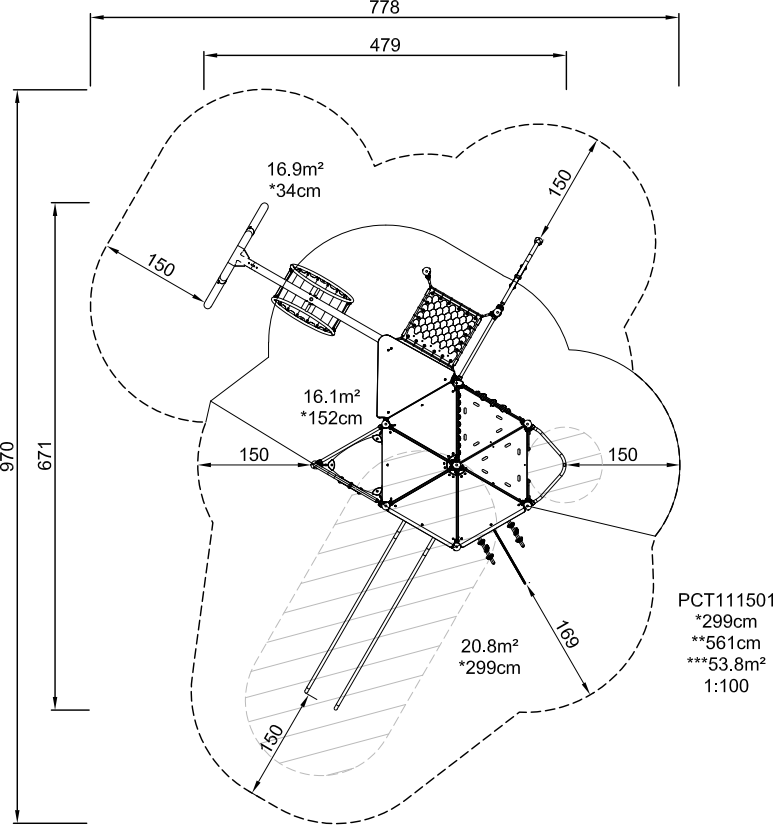 778
479
16.9m²
*34cm
150
150
970
671
16.1m²
*152cm
150
150
PCT111501
*299cm
**561cm
***53.8m²
1:100
169
20.8m²
*299cm
150